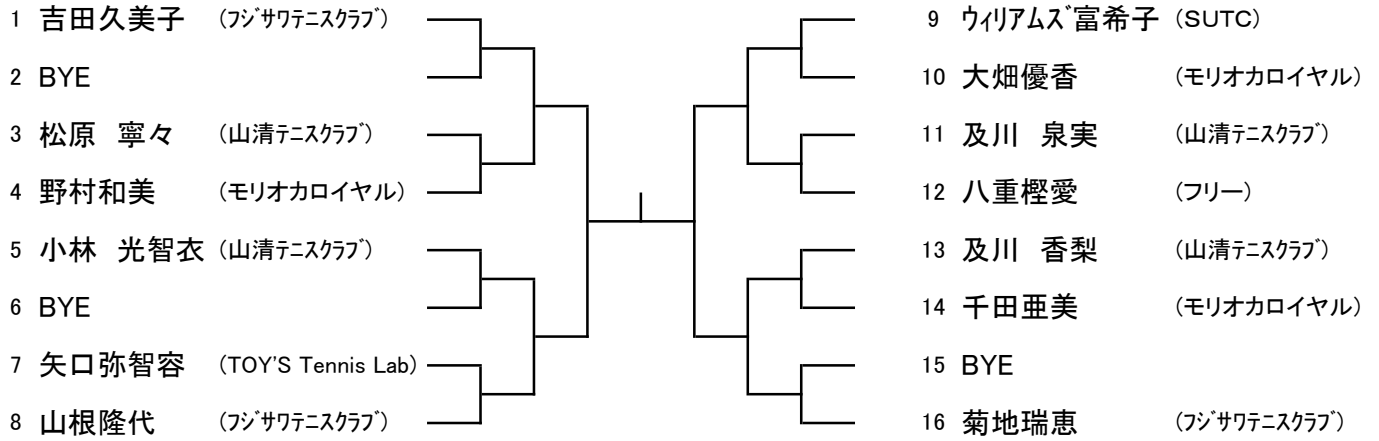 1 吉田久美子 (ﾌｼﾞｻﾜﾃﾆｽｸﾗﾌﾞ)
2 BYE
3 松原　寧々 (山清ﾃﾆｽｸﾗﾌﾞ)
4 野村和美 (モリオカロイヤル)
5 小林　光智衣 (山清ﾃﾆｽｸﾗﾌﾞ)
6 BYE
7 矢口弥智容 (TOY'S Tennis Lab)
8 山根隆代 (ﾌｼﾞｻﾜﾃﾆｽｸﾗﾌﾞ)
9 ｳｨﾘｱﾑｽﾞ富希子 (SUTC)
10 大畑優香 (モリオカロイヤル)
11 及川　泉実 (山清ﾃﾆｽｸﾗﾌﾞ)
12 八重樫愛 (フリー)
13 及川　香梨 (山清ﾃﾆｽｸﾗﾌﾞ)
14 千田亜美 (モリオカロイヤル)
15 BYE
16 菊地瑞恵 (ﾌｼﾞｻﾜﾃﾆｽｸﾗﾌﾞ)